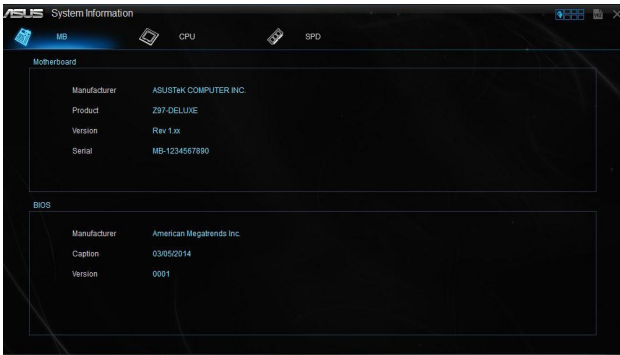 ASUS System Information
MB CPU SPD
Motherboard
Manufacturer ASUSTeK COMPUTER INC.
Product Z97-DELUXE
Version Rev 1.xx
Serial MB-1234567890
BIOS
Manufacturer American Megatrends Inc.
Caption 03/05/2014
Version 0001